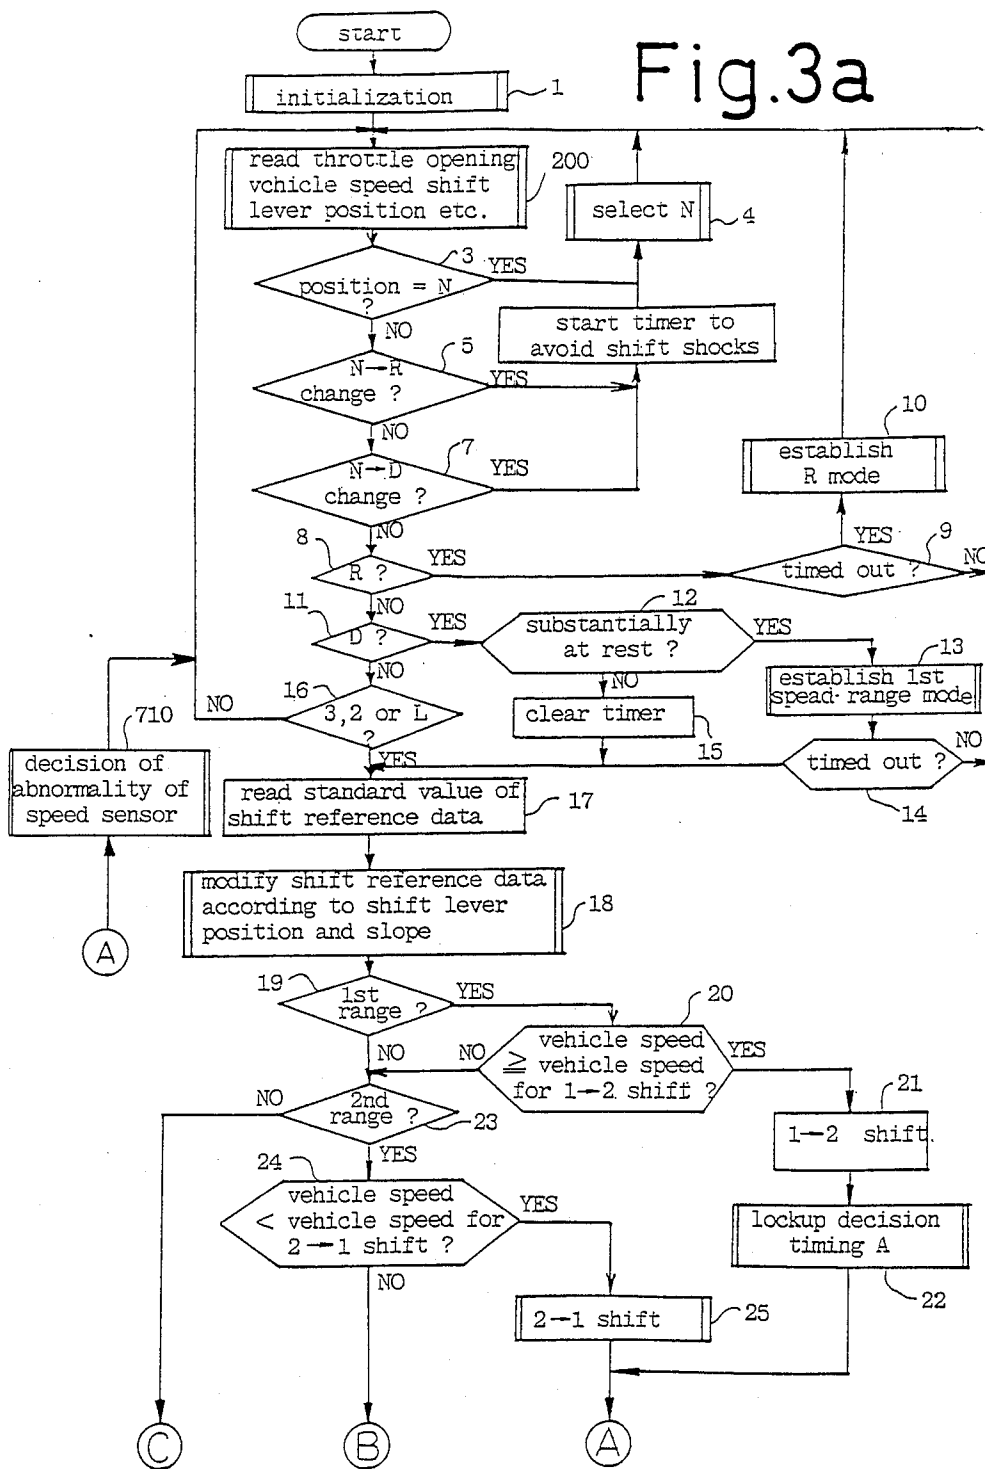 Fig.3a
start
initialization
1
read throttle opening
vchicle speed shift
lever position etc.
200
select N
4
3
YES
position = N
?
NO
start timer to
avoid shift shocks
5
N→R
change ?
YES
NO
7
N→D
change ?
YES
NO
10
establish
R mode
YES
8
R ?
YES
timed out ?
9
NO
NO
11
D ?
YES
12
substantially
at rest ?
YES
NO
NO
13
establish 1st
spead-range mode
16
3,2 or L
?
NO
YES
clear timer
15
timed out ?
NO
14
710
decision of
abnormality of
speed sensor
A
read standard value of
shift reference data
17
modify shift reference data
according to shift lever
position and slope
18
19
1st
range ?
YES
NO
20
vehicle speed
≧ vehicle speed
for 1→2 shift ?
NO
YES
21
1→2 shift.
2nd
range ?
NO
23
YES
24
vehicle speed
< vehicle speed for
2→1 shift ?
YES
NO
lockup decision
timing A
22
2→1 shift
25
C
B
A